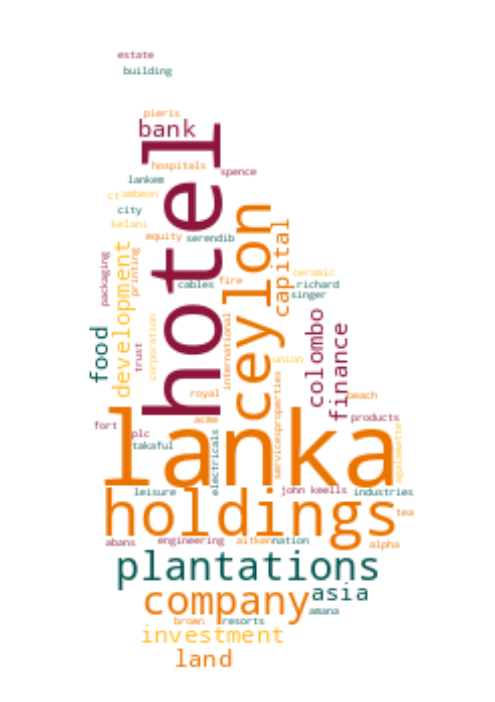 estate
building
pieris
bank
hospitals
spence
lankem
ct
ambeon
city
kelani
hotel
ceylon
equity
serendib
capital
development
printing
packaging
cables
fire
ceramic
richard
singer
food
trust
corporation
international
colombo
finance
union
royal
beach
acme
fort
plc
takaful
electricals
services
properties
products
agalawatte
lanka
leisure
john keells
industries
holdings
tea
abans
engineering
aitken
nation
alpha
plantations
company
asia
amana
brown
resorts
investment
land